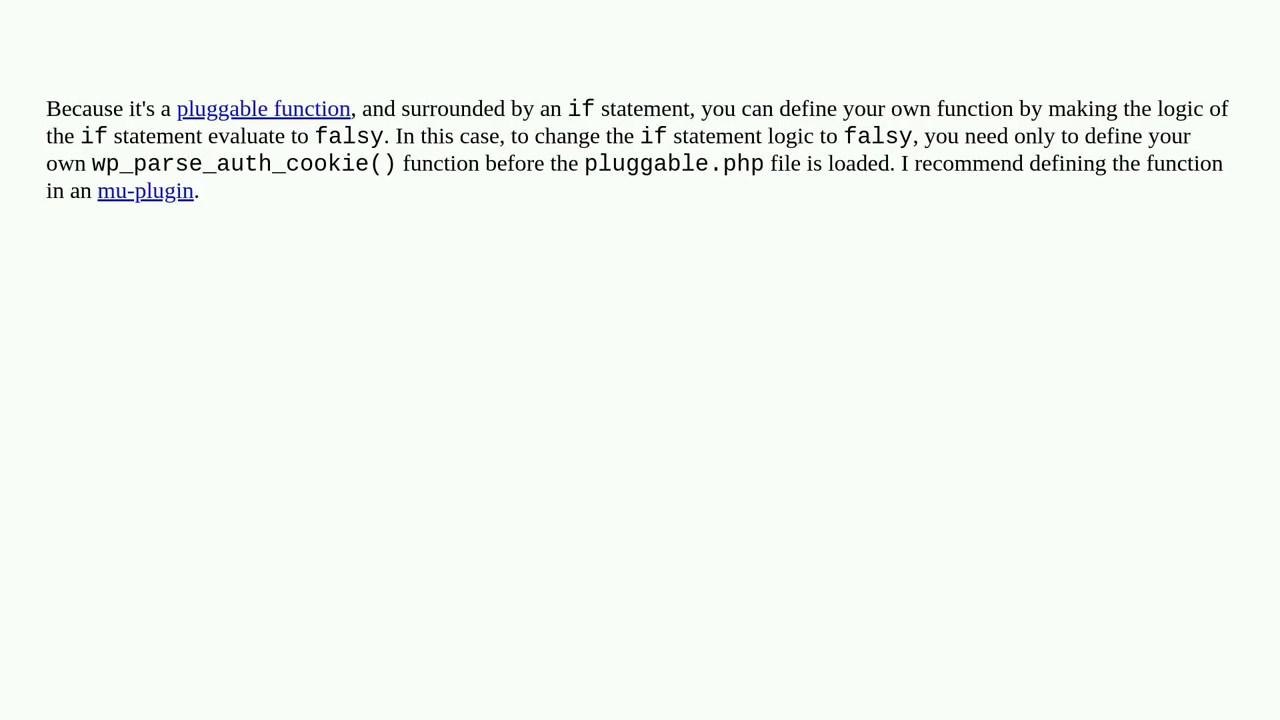 Because it's a pluggable function, and surrounded by an if statement, you can define your own function by making the logic of
the if statement evaluate to falsy. In this case, to change the if statement logic to falsy, you need only to define your
own wp_parse_auth_cookie() function before the pluggable.php file is loaded. I recommend defining the function
in an mu-plugin.